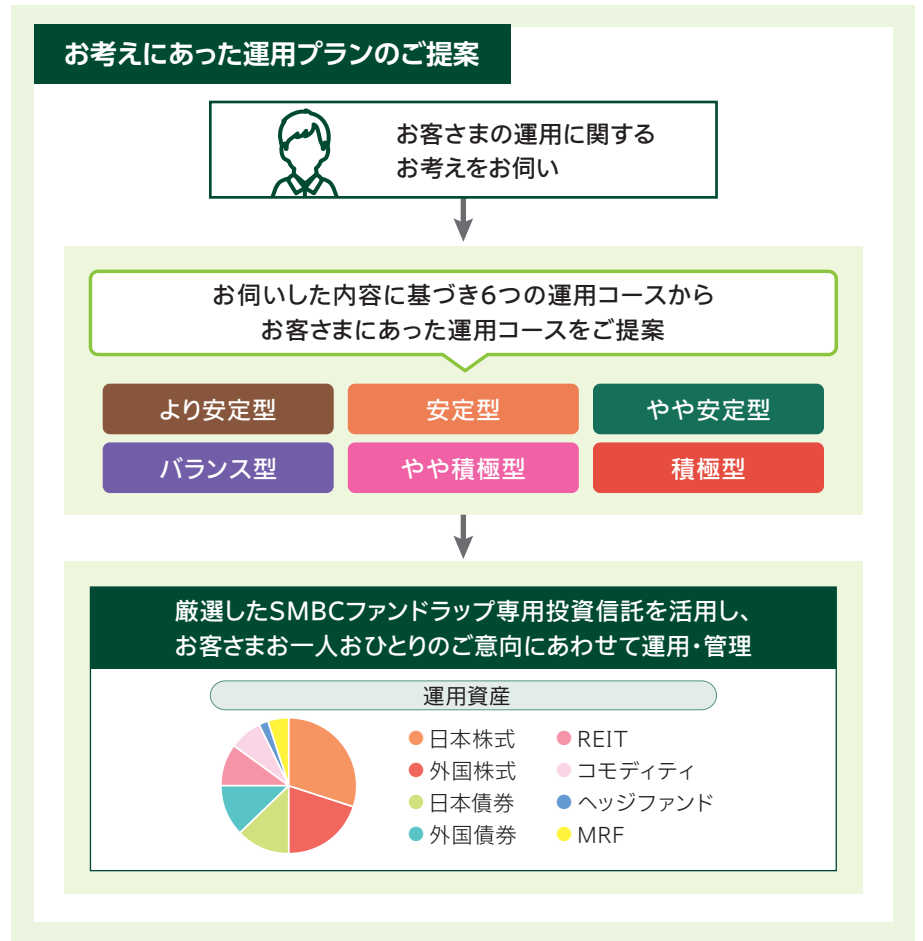 お考えにあった運用プランのご提案
お客さまの運用に関する
お考えをお伺い
お伺いした内容に基づき6つの運用コースから
お客さまにあった運用コースをご提案
より安定型
安定型
やや安定型
バランス型
やや積極型
積極型
厳選したSMBCファンドラップ専用投資信託を活用し、
お客さまお一人おひとりのご意向にあわせて運用・管理
運用資産
日本株式
外国株式
日本債券
外国債券
REIT
コモディティ
ヘッジファンド
MRF